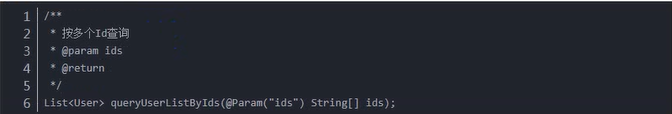 1 /**
2 * 按多个Id查询
3 * @param ids
4 * @return
5 */
6 List<User> queryUserListByIds(@Param("ids") String[] ids);